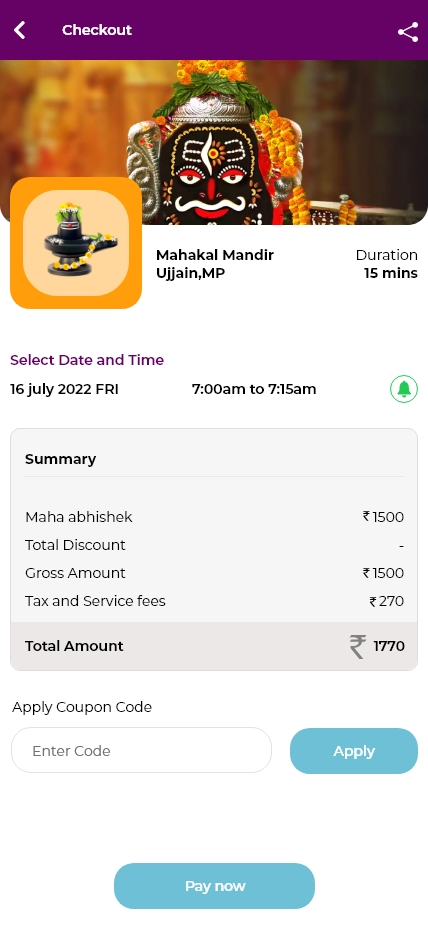 Checkout
Mahakal Mandir
Ujjain,MP
Duration
15 mins
Select Date and Time
16 july 2022 FRI
7:00am to 7:15am
Summary
Maha abhishek ₹1500
Total Discount -
Gross Amount ₹1500
Tax and Service fees ₹270
Total Amount ₹ 1770
Apply Coupon Code
Enter Code
Apply
Pay now